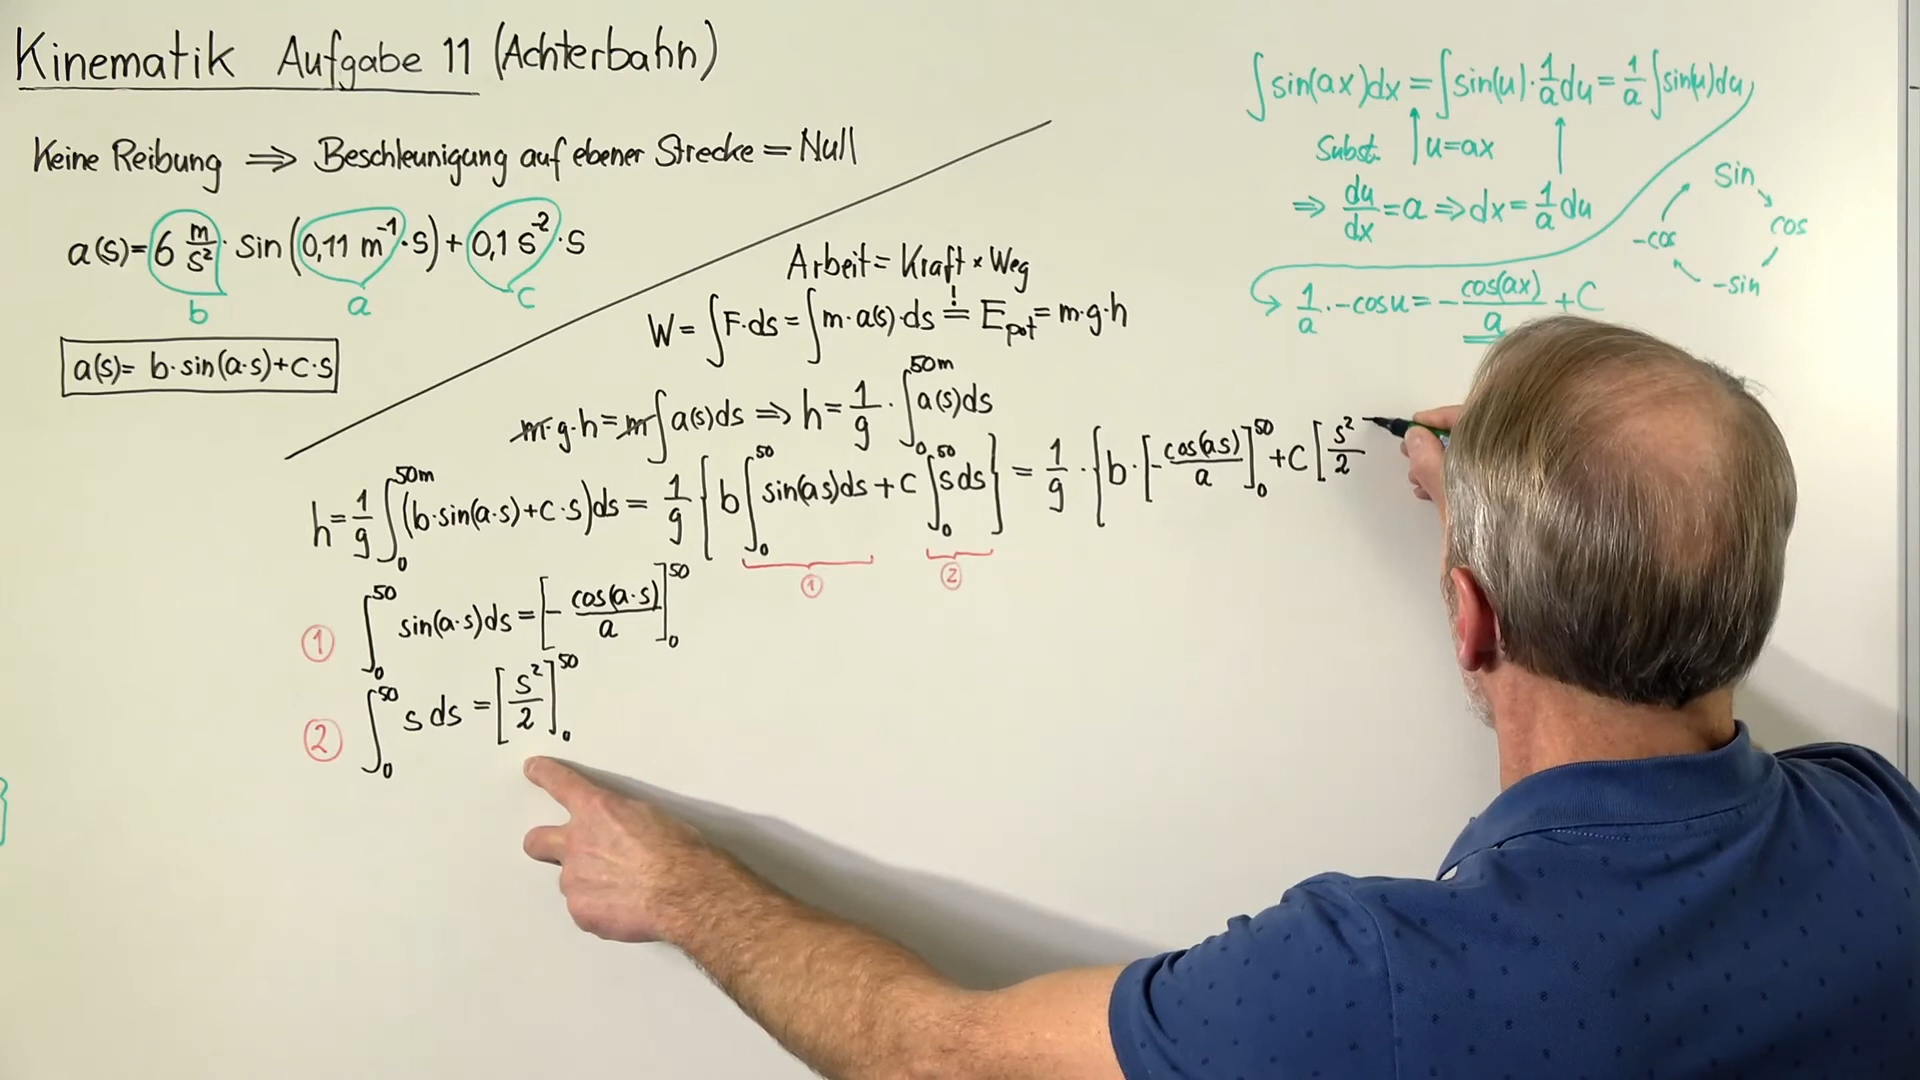 Kinematik Aufgabe 11 (Achterbahn)
Keine Reibung ⟹ Beschleunigung auf ebener Strecke = Null
a(s) = 6 m/s² · sin(0,11 m⁻¹ · s) + 0,1 s⁻² · s
b a c
a(s) = b · sin(a·s) + c · s
Arbeit = Kraft × Weg
W = ∫F·ds = ∫m·a(s)·ds =! E_pot = m·g·h
m·g·h = m∫a(s)ds ⟹ h = 1/g · ∫₀^50m a(s)ds
h = 1/g ∫₀^50m (b·sin(a·s)+c·s)ds = 1/g {b ∫₀^50 sin(as)ds + c ∫₀^50 s ds} = 1/g · {b · [-cos(as)/a]₀^50 + c [s²/2
① ②
① ∫₀^50 sin(a·s)ds = [-cos(a·s)/a]₀^50
② ∫₀^50 s ds = [s²/2]₀^50
∫sin(ax)dx = ∫sin(u)·1/a du = 1/a ∫sin(u)du
Subst. u=ax
⟹ du/dx = a ⟹ dx = 1/a du
1/a · -cosu = -cos(ax)/a + C
sin
cos
-sin
-cos